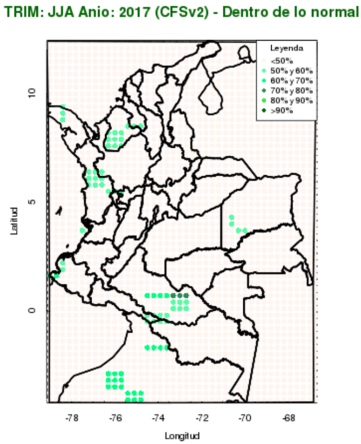 TRIM: JJA Anio: 2017 (CFSv2) - Dentro de lo normal
Leyenda
<50%
50% y 60%
60% y 70%
70% y 80%
80% y 90%
>90%
10
5
0
Latitud
-78 -76 -74 -72 -70 -68
Longitud